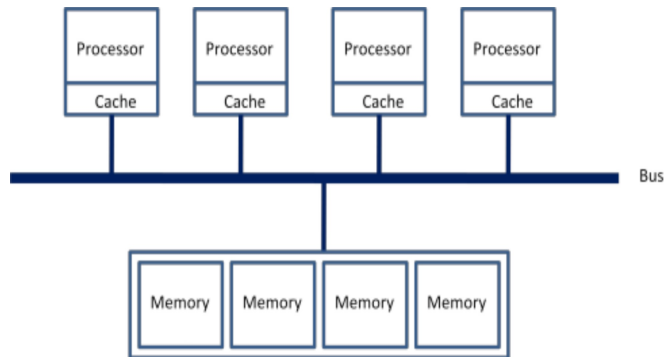 Processor
Processor
Processor
Processor
Cache
Cache
Cache
Cache
Bus
Memory
Memory
Memory
Memory